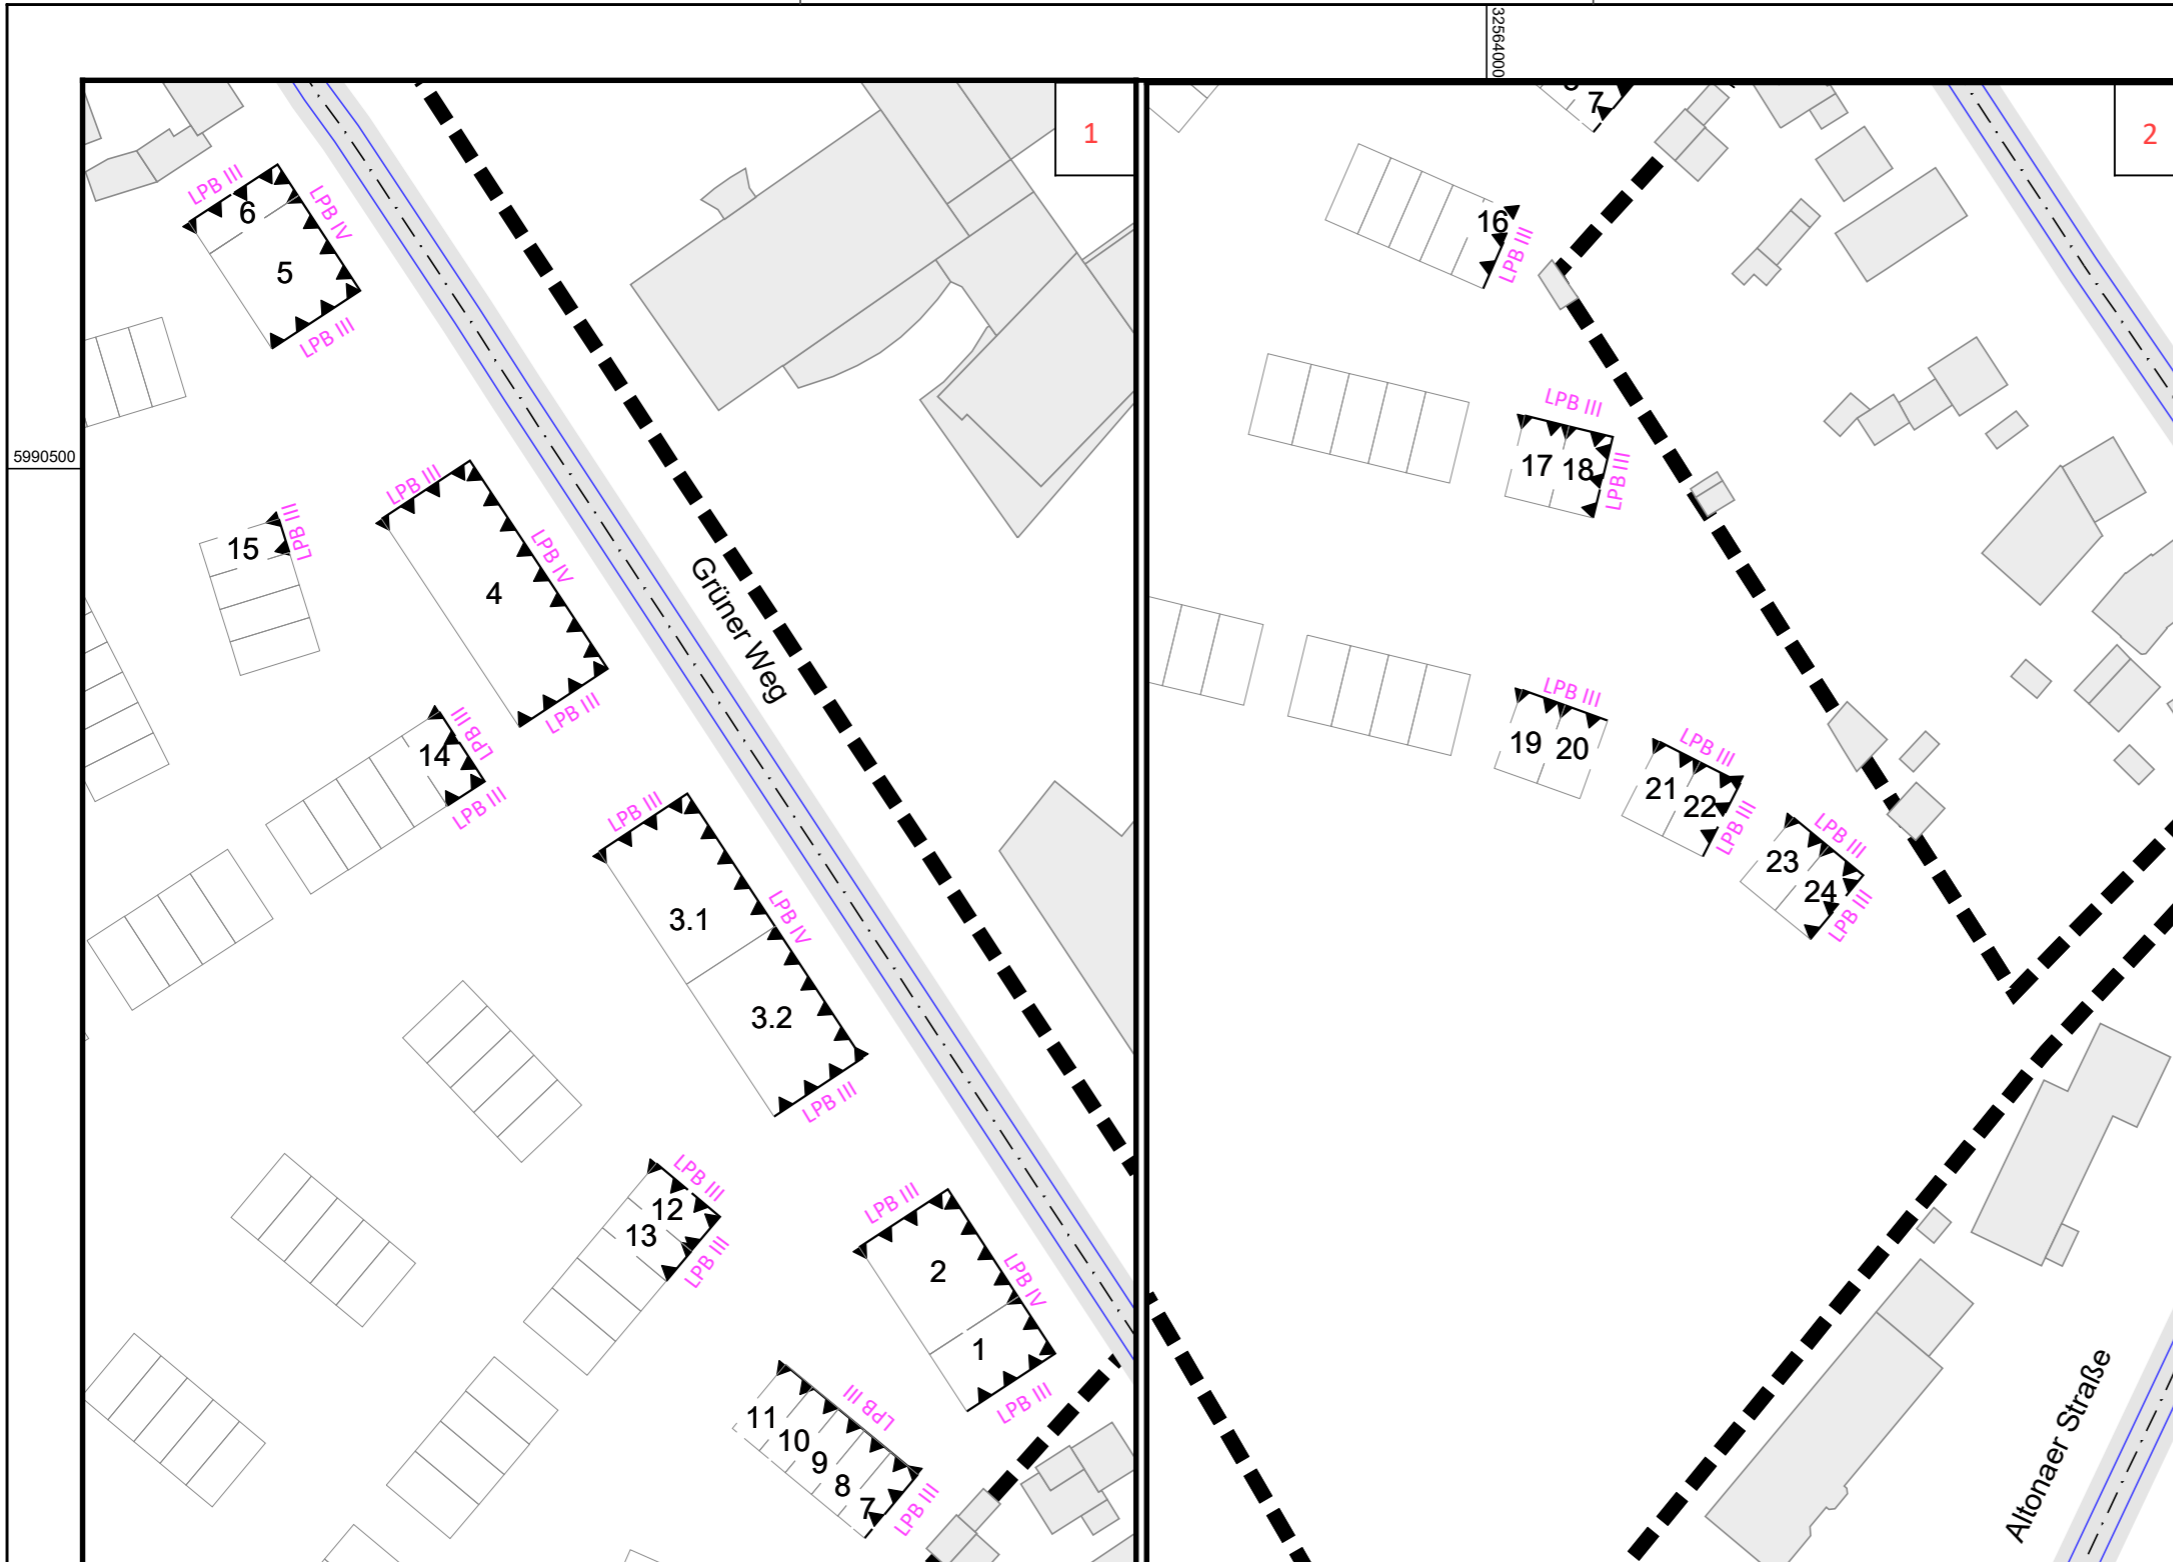 32564000
5990500
1
LPB III
LPB IV
6
5
LPB III
LPB III
LPB IV
4
LPB III
15
LPB III
Grüner Weg
14
LPB III
LPB III
LPB III
LPB IV
3.1
3.2
LPB III
LPB III
12
13
LPB III
LPB III
LPB IV
2
1
LPB III
LPB III
11
10
9
8
7
LPB III
2
7
16
LPB III
LPB III
17
18
LPB III
LPB III
19
20
LPB III
21
22
LPB III
LPB III
23
24
LPB III
Altonaer Straße